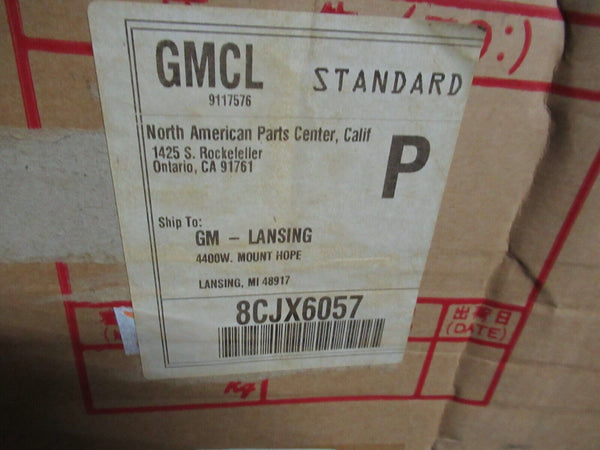 GMCL
STANDARD
9117576
North American Parts Center, Calif
1425 S. Rockefeller
Ontario, CA 91761
P
Ship To:
GM - LANSING
4400W. MOUNT HOPE
LANSING, MI 48917
8CJX6057
日
(DATE)